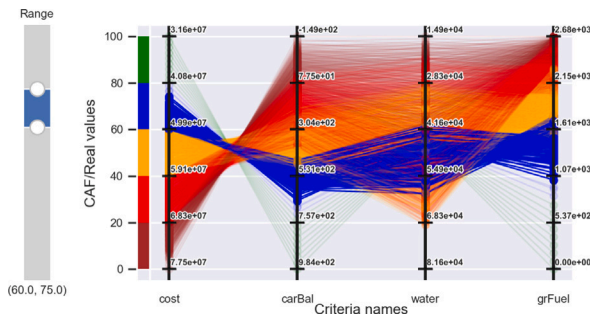 Range
(60.0, 75.0)
CAF/Real values
100
80
60
40
20
0
3.16e+07
4.08e+07
4.99e+07
5.91e+07
6.83e+07
7.75e+07
-1.49e+02
7.75e+01
3.04e+02
5.31e+02
7.57e+02
9.84e+02
1.49e+04
2.83e+04
4.16e+04
5.49e+04
6.83e+04
8.16e+04
2.68e+03
2.15e+03
1.61e+03
1.07e+03
5.37e+02
0.00e+00
cost
carBal
water
grFuel
Criteria names